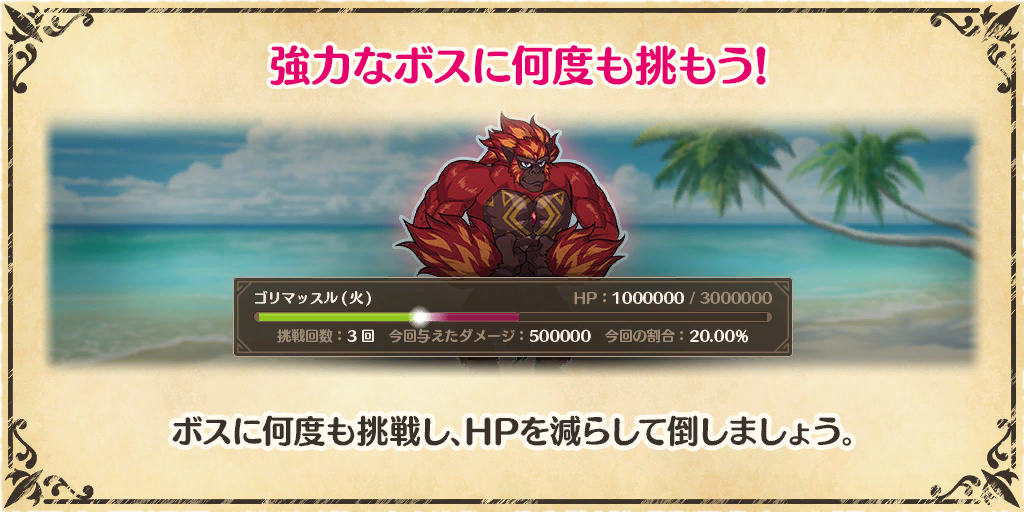 強力なボスに何度も挑もう!
ゴリマッスル(火) HP：1000000 / 3000000
挑戦回数：3回 今回与えたダメージ：500000 今回の割合：20.00%
ボスに何度も挑戦し、HPを減らして倒しましょう。